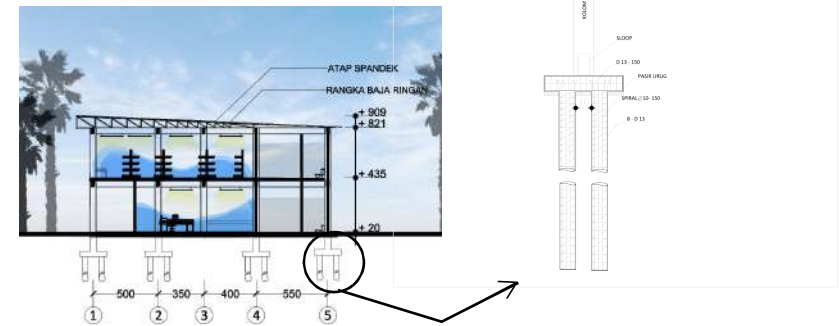 KOLOM
SLOOP
D 13 - 150
PASIR URUG
SPIRAL ∅10- 150
8 - D 13
ATAP SPANDEK
RANGKA BAJA RINGAN
+ 909
+ 821
+ 435
+ 20
500 350 400 550
1 2 3 4 5